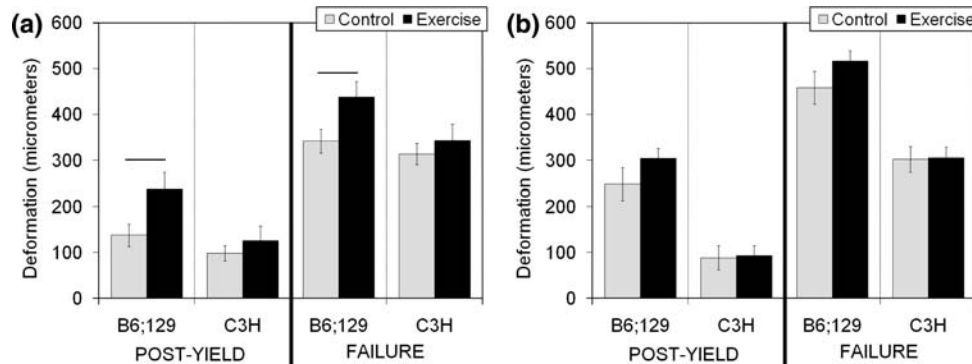 (a)
Control Exercise
Deformation (micrometers)
600
500
400
300
200
100
0
B6;129 C3H B6;129 C3H
POST-YIELD FAILURE
(b)
Control Exercise
Deformation (micrometers)
600
500
400
300
200
100
0
B6;129 C3H B6;129 C3H
POST-YIELD FAILURE